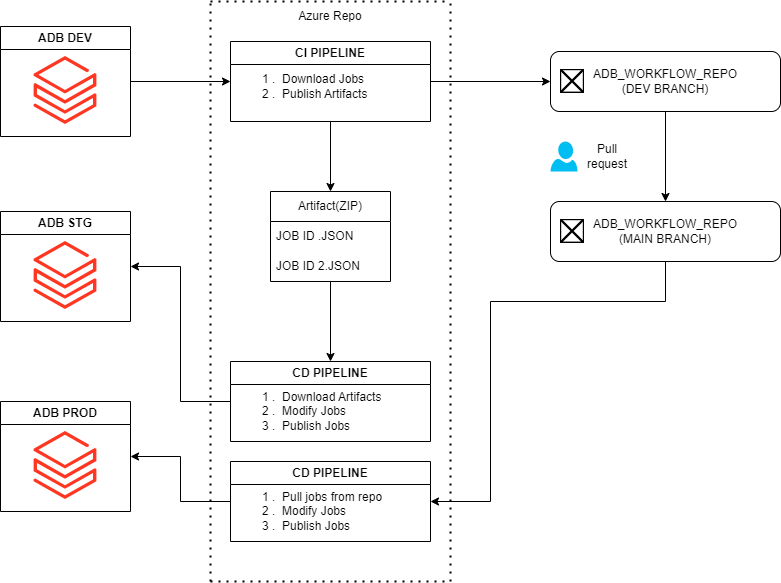 Azure Repo
ADB DEV
CI PIPELINE
1 . Download Jobs
2 . Publish Artifacts
ADB_WORKFLOW_REPO
(DEV BRANCH)
Pull
request
Artifact(ZIP)
JOB ID .JSON
JOB ID 2.JSON
ADB STG
ADB_WORKFLOW_REPO
(MAIN BRANCH)
CD PIPELINE
1 . Download Artifacts
2 . Modify Jobs
3 . Publish Jobs
ADB PROD
CD PIPELINE
1 . Pull jobs from repo
2 . Modify Jobs
3 . Publish Jobs